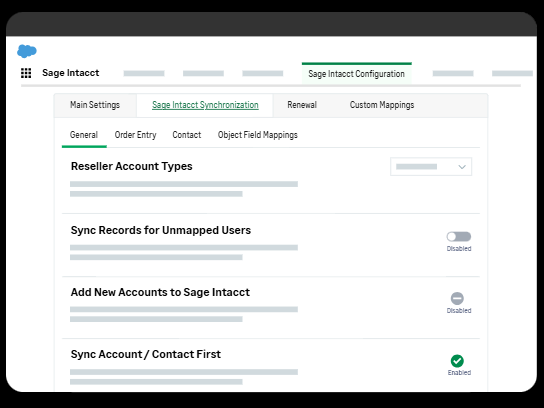 Sage Intacct
Sage Intacct Configuration
Main Settings
Sage Intacct Synchronization
Renewal
Custom Mappings
General
Order Entry
Contact
Object Field Mappings
Reseller Account Types
Sync Records for Unmapped Users
Disabled
Add New Accounts to Sage Intacct
Disabled
Sync Account / Contact First
Enabled